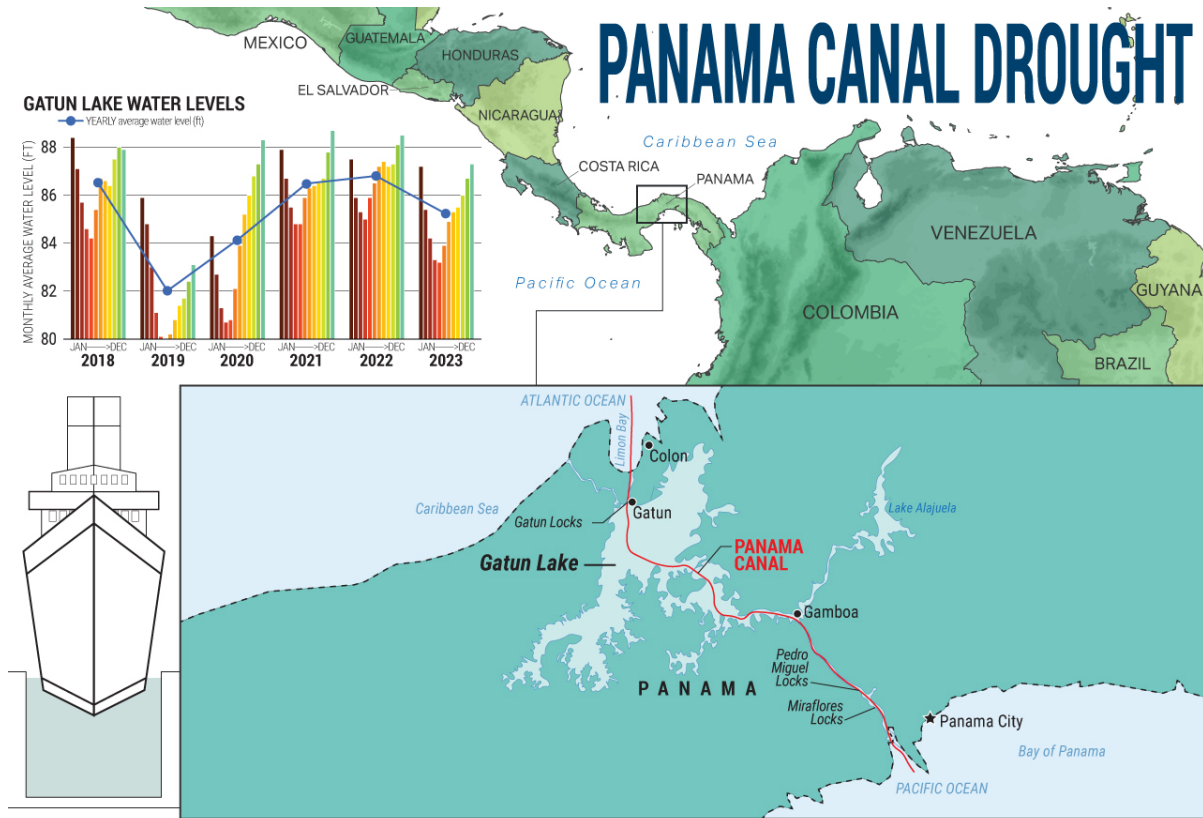 PANAMA CANAL DROUGHT
MEXICO
GUATEMALA
HONDURAS
EL SALVADOR
NICARAGUA
Caribbean Sea
COSTA RICA
PANAMA
Pacific Ocean
VENEZUELA
COLOMBIA
GUYANA
BRAZIL
GATUN LAKE WATER LEVELS
YEARLY average water level (ft)
MONTHLY AVERAGE WATER LEVEL (FT)
88
86
84
82
80
JAN——>DEC JAN——>DEC JAN——>DEC JAN——>DEC JAN——>DEC JAN——>DEC
2018 2019 2020 2021 2022 2023
ATLANTIC OCEAN
Limon Bay
Colon
Caribbean Sea
Gatun Locks
Gatun
Lake Alajuela
Gatun Lake
PANAMA
CANAL
Gamboa
Pedro
Miguel
Locks
PANAMA
Miraflores
Locks
Panama City
Bay of Panama
PACIFIC OCEAN